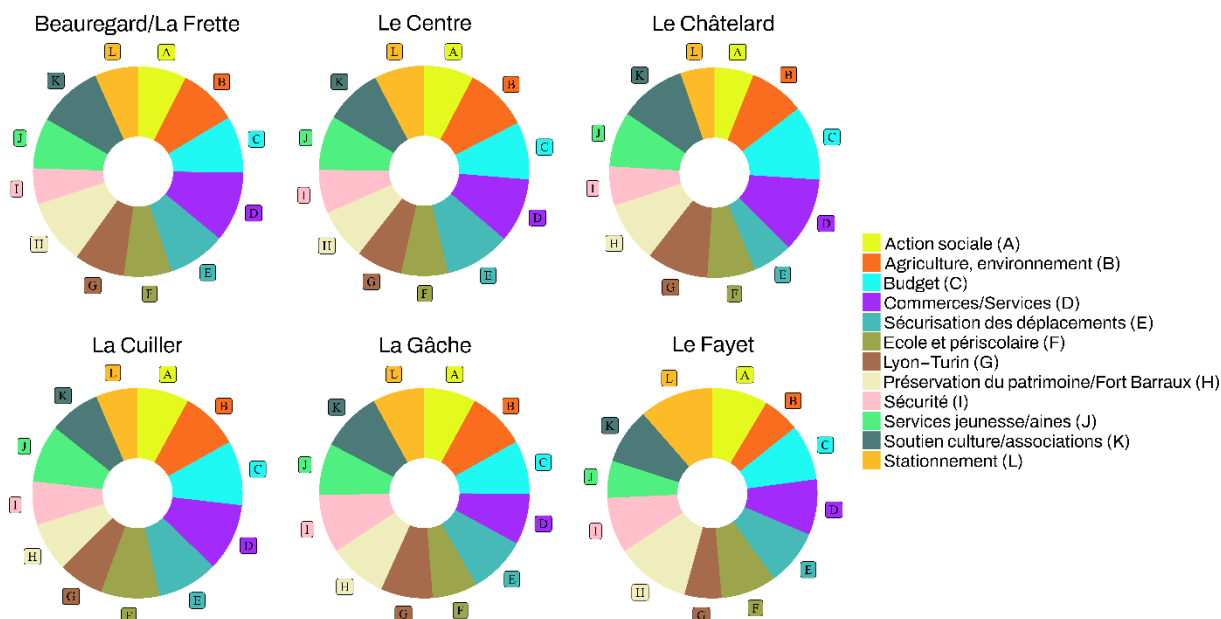 Beauregard/La Frette
Le Centre
Le Châtelard
L A
L A
L A
K B
K B
K B
J C
J C
J C
I D
I D
I D
H E
H E
H E
G F
G F
G F
Action sociale (A)
Agriculture, environnement (B)
Budget (C)
Commerces/Services (D)
Sécurisation des déplacements (E)
Ecole et périscolaire (F)
Lyon-Turin (G)
Préservation du patrimoine/Fort Barraux (H)
Sécurité (I)
Services jeunesse/aines (J)
Soutien culture/associations (K)
Stationnement (L)
La Cuiller
La Gâche
Le Fayet
L A
L A
L A
K B
K B
K B
J C
J C
J C
I D
I D
I D
H E
H E
H E
G F
G F
G F